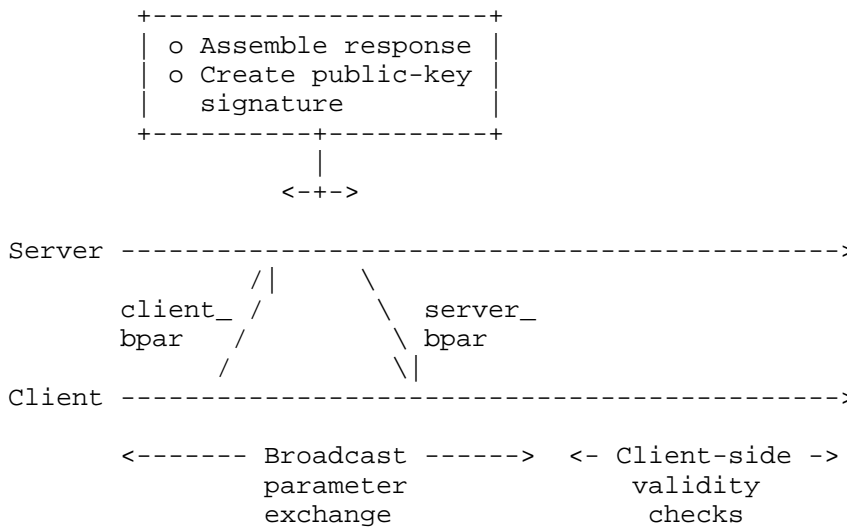 o Assemble response
o Create public-key
signature
Server
client_ server_
bpar bpar
Client
Broadcast Client-side
parameter validity
exchange checks